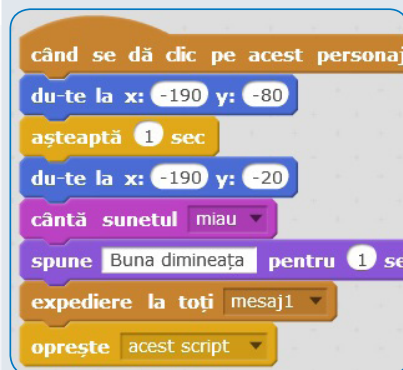 când se dă clic pe acest personaj
du-te la x: -190 y: -80
așteaptă 1 sec
du-te la x: -190 y: -20
cântă sunetul miau
spune Buna dimineața pentru 1 se
expediere la toți mesaj1
oprește acest script